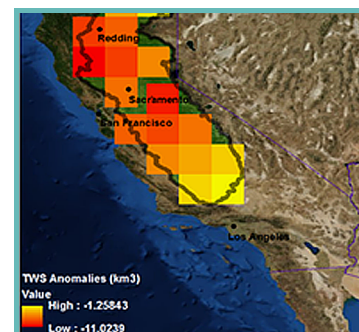 Redding
Sacramento
San Francisco
Los Angeles
TWS Anomalies (km3)
Value
High : -1.25843
Low : -11.0239